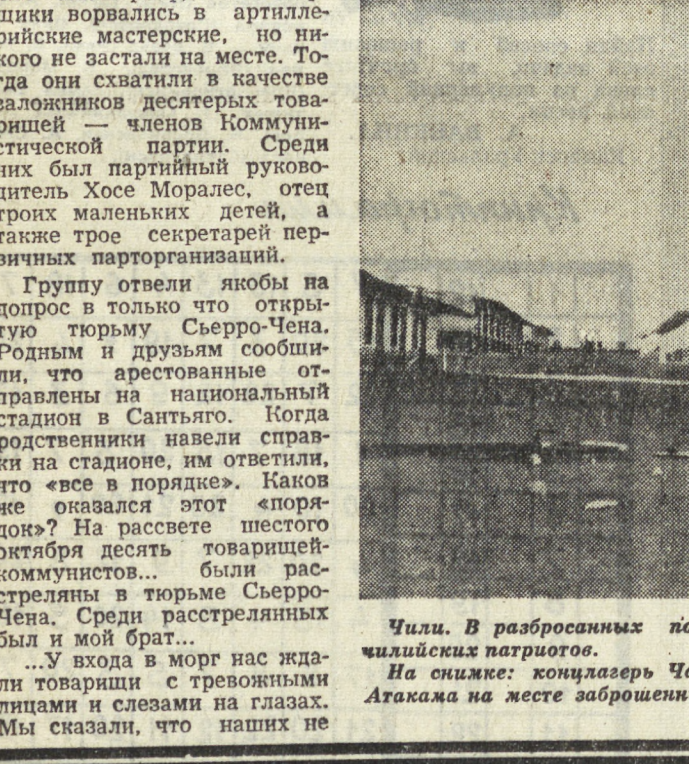 щики ворвались в артилле-
рийские мастерские, но ни-
кого не застали на месте. То-
гда они схватили в качестве
заложников десятерых това-
рищей — членов Коммуни-
стической партии. Среди
них был партийный руково-
дитель Хосе Моралес, отец
троих маленьких детей, а
также трое секретарей пер-
вичных парторганизаций.
Группу отвели якобы на
допрос в только что откры-
тую тюрьму Сьерро-Чена.
Родным и друзьям сообщи-
ли, что арестованные от-
правлены на национальный
стадион в Сантьяго. Когда
родственники навели справ-
ки на стадионе, им ответили,
что «все в порядке». Каков
же оказался этот «поря-
док»? На рассвете шестого
октября десять товарищей-
коммунистов... были рас-
стреляны в тюрьме Сьерро-
Чена. Среди расстрелянных
был и мой брат...
...У входа в морг нас жда-
ли товарищи с тревожными
лицами и слезами на глазах.
Мы сказали, что наших не
Чили. В разбросанных по
чилийских патриотов.
На снимке: концлагерь Ча
Атакама на месте заброшенн